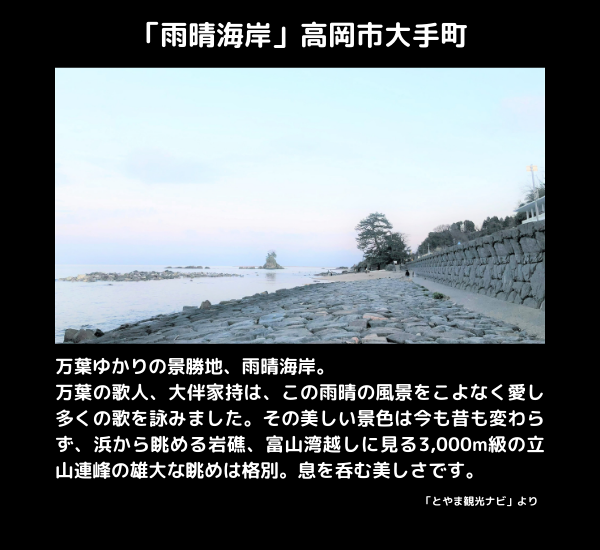 「雨晴海岸」高岡市大手町
万葉ゆかりの景勝地、雨晴海岸。
万葉の歌人、大伴家持は、この雨晴の風景をこよなく愛し
多くの歌を詠みました。その美しい景色は今も昔も変わら
ず、浜から眺める岩礁、富山湾越しに見る3,000m級の立
山連峰の雄大な眺めは格別。息を呑む美しさです。
「とやま観光ナビ」より